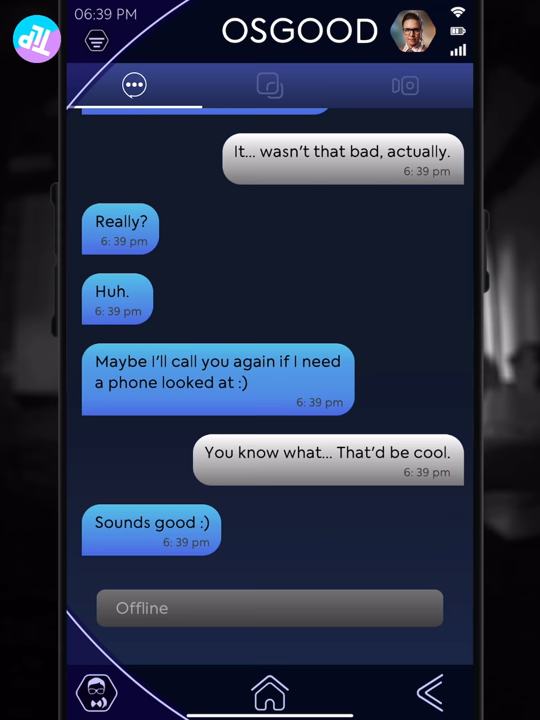 06:39 PM
OSGOOD
TLP
It... wasn't that bad, actually.
6: 39 pm
Really?
6: 39 pm
Huh.
6: 39 pm
Maybe I'll call you again if I need
a phone looked at :)
6: 39 pm
You know what... That'd be cool.
6: 39 pm
Sounds good :)
6: 39 pm
Offline